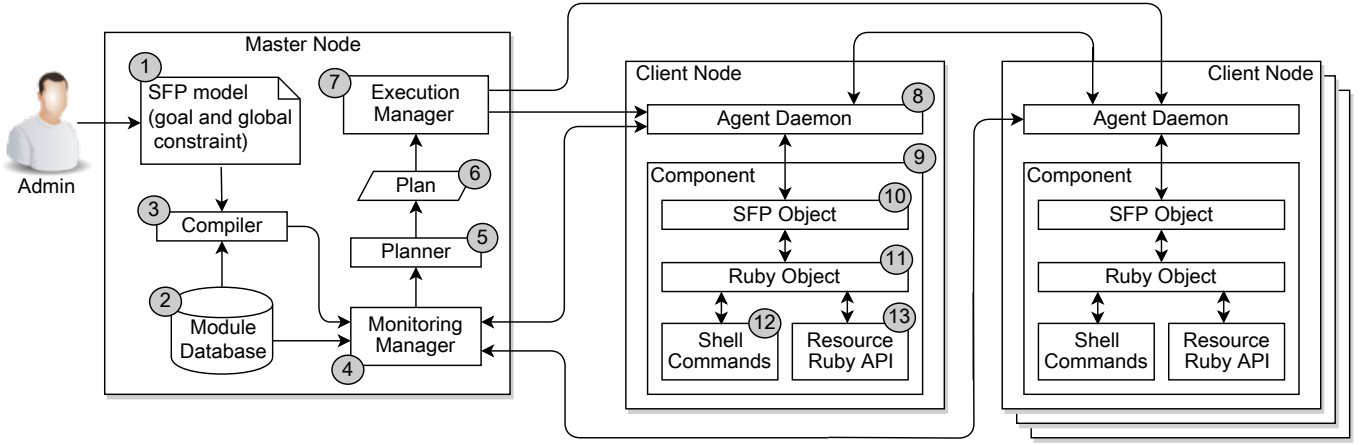 Admin
Master Node
1
SFP model
(goal and global
constraint)
3
Compiler
2
Module
Database
7
Execution
Manager
6
Plan
5
Planner
Monitoring
Manager
4
Client Node
8
Agent Daemon
9
Component
10
SFP Object
11
Ruby Object
12
Shell
Commands
13
Resource
Ruby API
Client Node
Agent Daemon
Component
SFP Object
Ruby Object
Shell
Commands
Resource
Ruby API